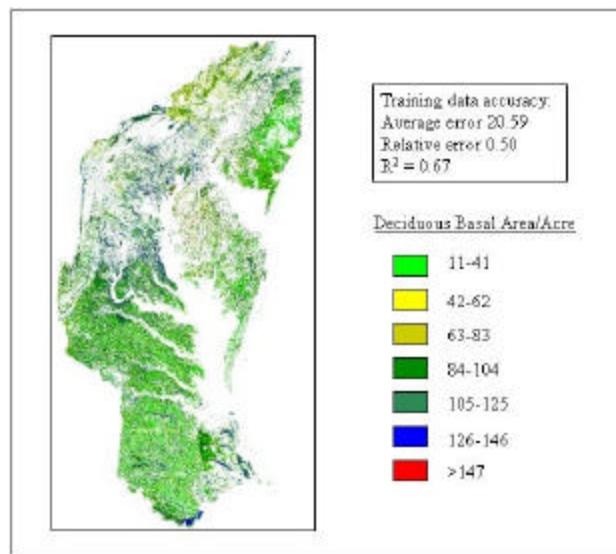 Training data accuracy:
Average error 20.59
Relative error 0.50
R² = 0.67
Deciduous Basal Area/Acre
11-41
42-62
63-83
84-104
105-125
126-146
>147